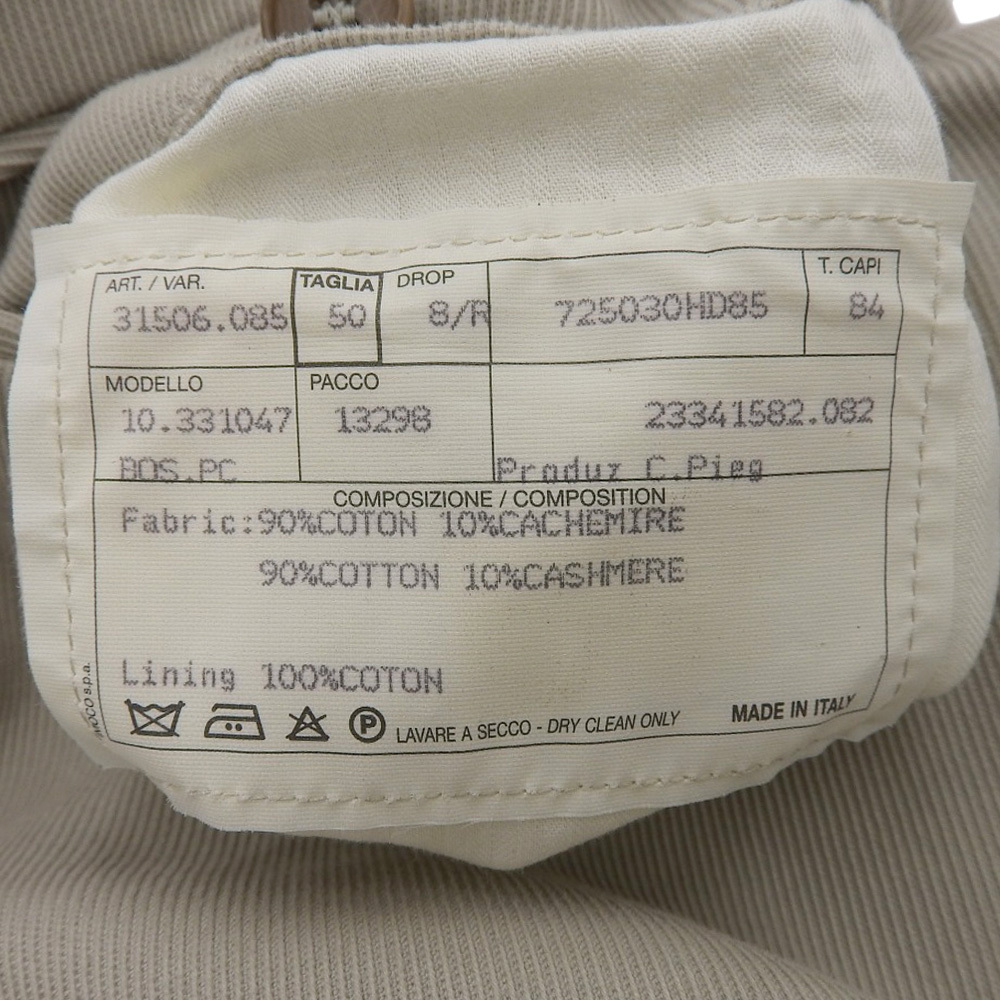 ART. / VAR. TAGLIA DROP T. CAPI
31506.085 50 8/R 725030HD85 84
MODELLO PACCO
10.331047 13298 23341582.082
BOS.PC Produz C.Pieg
COMPOSIZIONE / COMPOSITION
Fabric:90%COTON 10%CACHEMIRE
90%COTTON 10%CASHMERE
Lining 100%COTON
P LAVARE A SECCO - DRY CLEAN ONLY MADE IN ITALY
s.p.a.